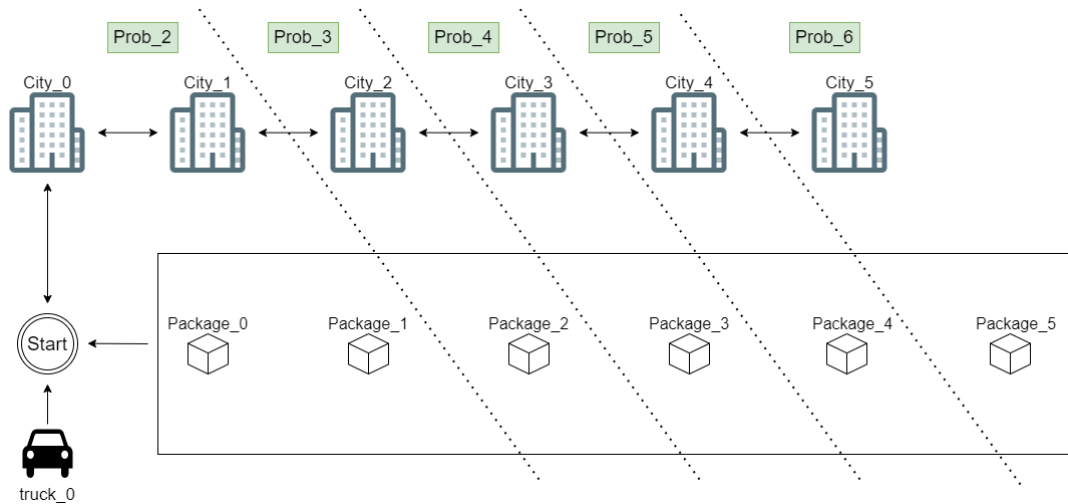 Prob_2
Prob_3
Prob_4
Prob_5
Prob_6
City_0
City_1
City_2
City_3
City_4
City_5
Package_0
Package_1
Package_2
Package_3
Package_4
Package_5
Start
truck_0